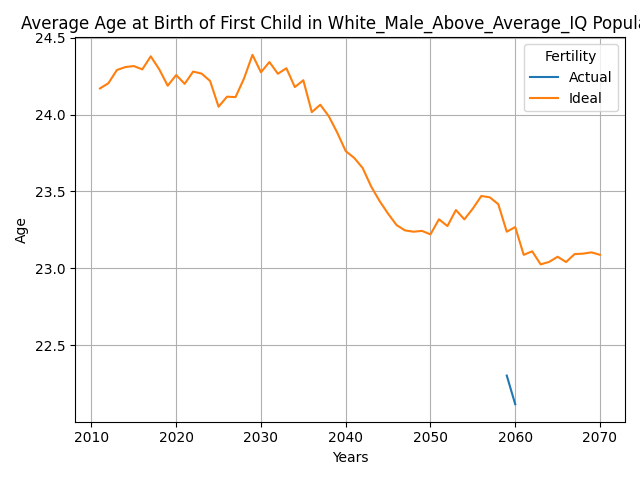 Average Age at Birth of First Child in White_Male_Above_Average_IQ Popula
24.5
24.0
23.5
23.0
22.5
Age
Fertility
Actual
Ideal
2010 2020 2030 2040 2050 2060 2070
Years